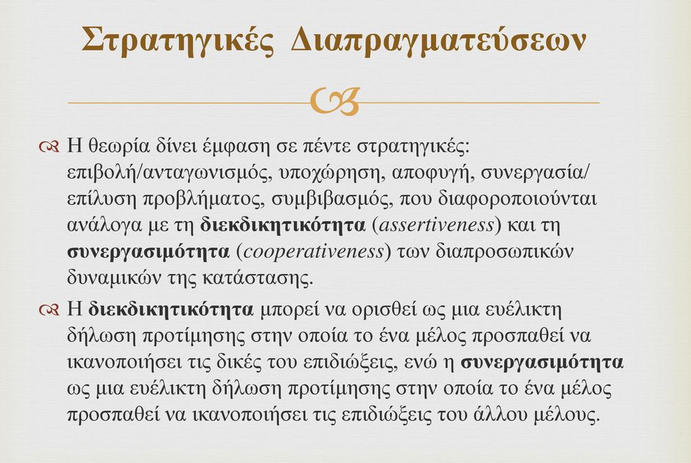 Στρατηγικές Διαπραγματεύσεων
Η θεωρία δίνει έμφαση σε πέντε στρατηγικές:
επιβολή/ανταγωνισμός, υποχώρηση, αποφυγή, συνεργασία/
επίλυση προβλήματος, συμβιβασμός, που διαφοροποιούνται
ανάλογα με τη διεκδικητικότητα (assertiveness) και τη
συνεργασιμότητα (cooperativeness) των διαπροσωπικών
δυναμικών της κατάστασης.
Η διεκδικητικότητα μπορεί να ορισθεί ως μια ευέλικτη
δήλωση προτίμησης στην οποία το ένα μέλος προσπαθεί να
ικανοποιήσει τις δικές του επιδιώξεις, ενώ η συνεργασιμότητα
ως μια ευέλικτη δήλωση προτίμησης στην οποία το ένα μέλος
προσπαθεί να ικανοποιήσει τις επιδιώξεις του άλλου μέλους.